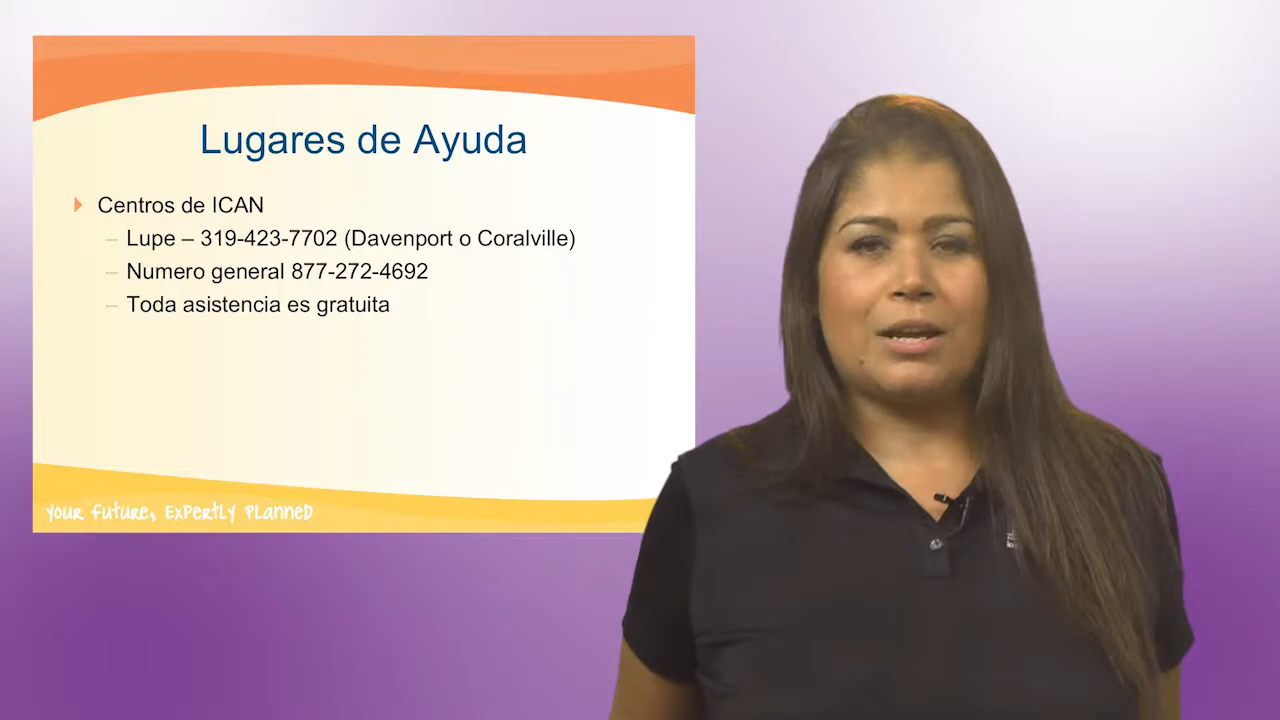 Lugares de Ayuda
Centros de ICAN
– Lupe – 319-423-7702 (Davenport o Coralville)
– Numero general 877-272-4692
– Toda asistencia es gratuita
Your Future, Expertly Planned